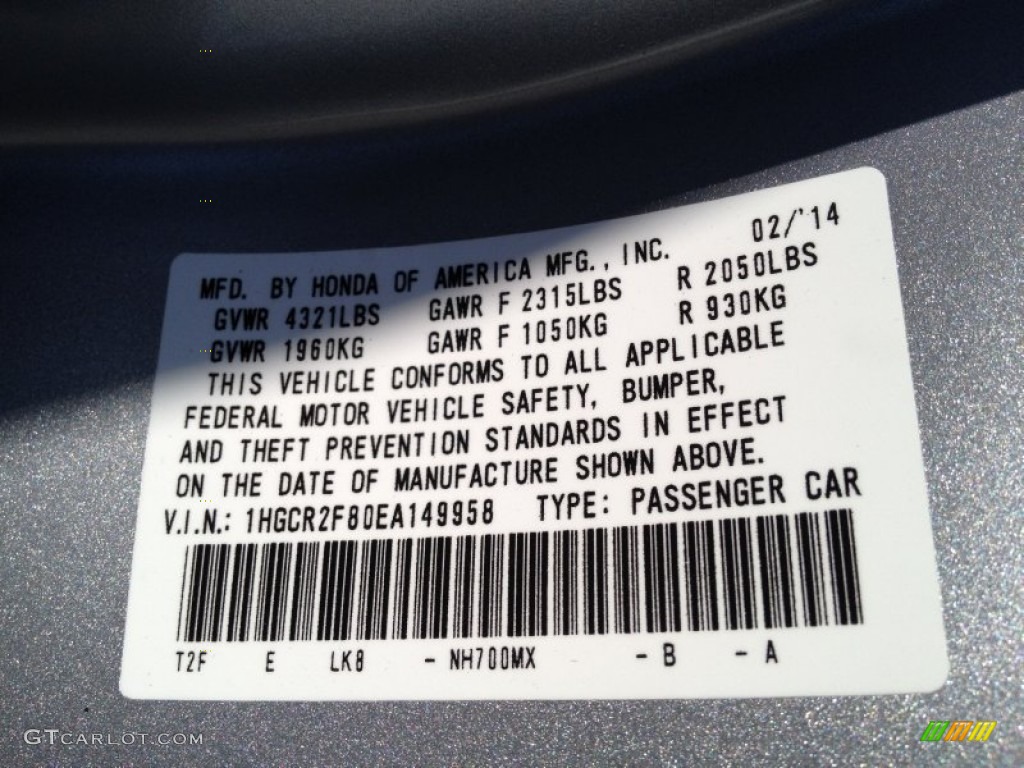 02/'14
MFD. BY HONDA OF AMERICA MFG., INC.
GVWR 4321LBS GAWR F 2315LBS R 2050LBS
GVWR 1960KG GAWR F 1050KG R 930KG
THIS VEHICLE CONFORMS TO ALL APPLICABLE
FEDERAL MOTOR VEHICLE SAFETY, BUMPER,
AND THEFT PREVENTION STANDARDS IN EFFECT
ON THE DATE OF MANUFACTURE SHOWN ABOVE.
V.I.N.: 1HGCR2F80EA149958 TYPE: PASSENGER CAR
T2F E LK8 - NH700MX - B - A
GTCARLOT.COM